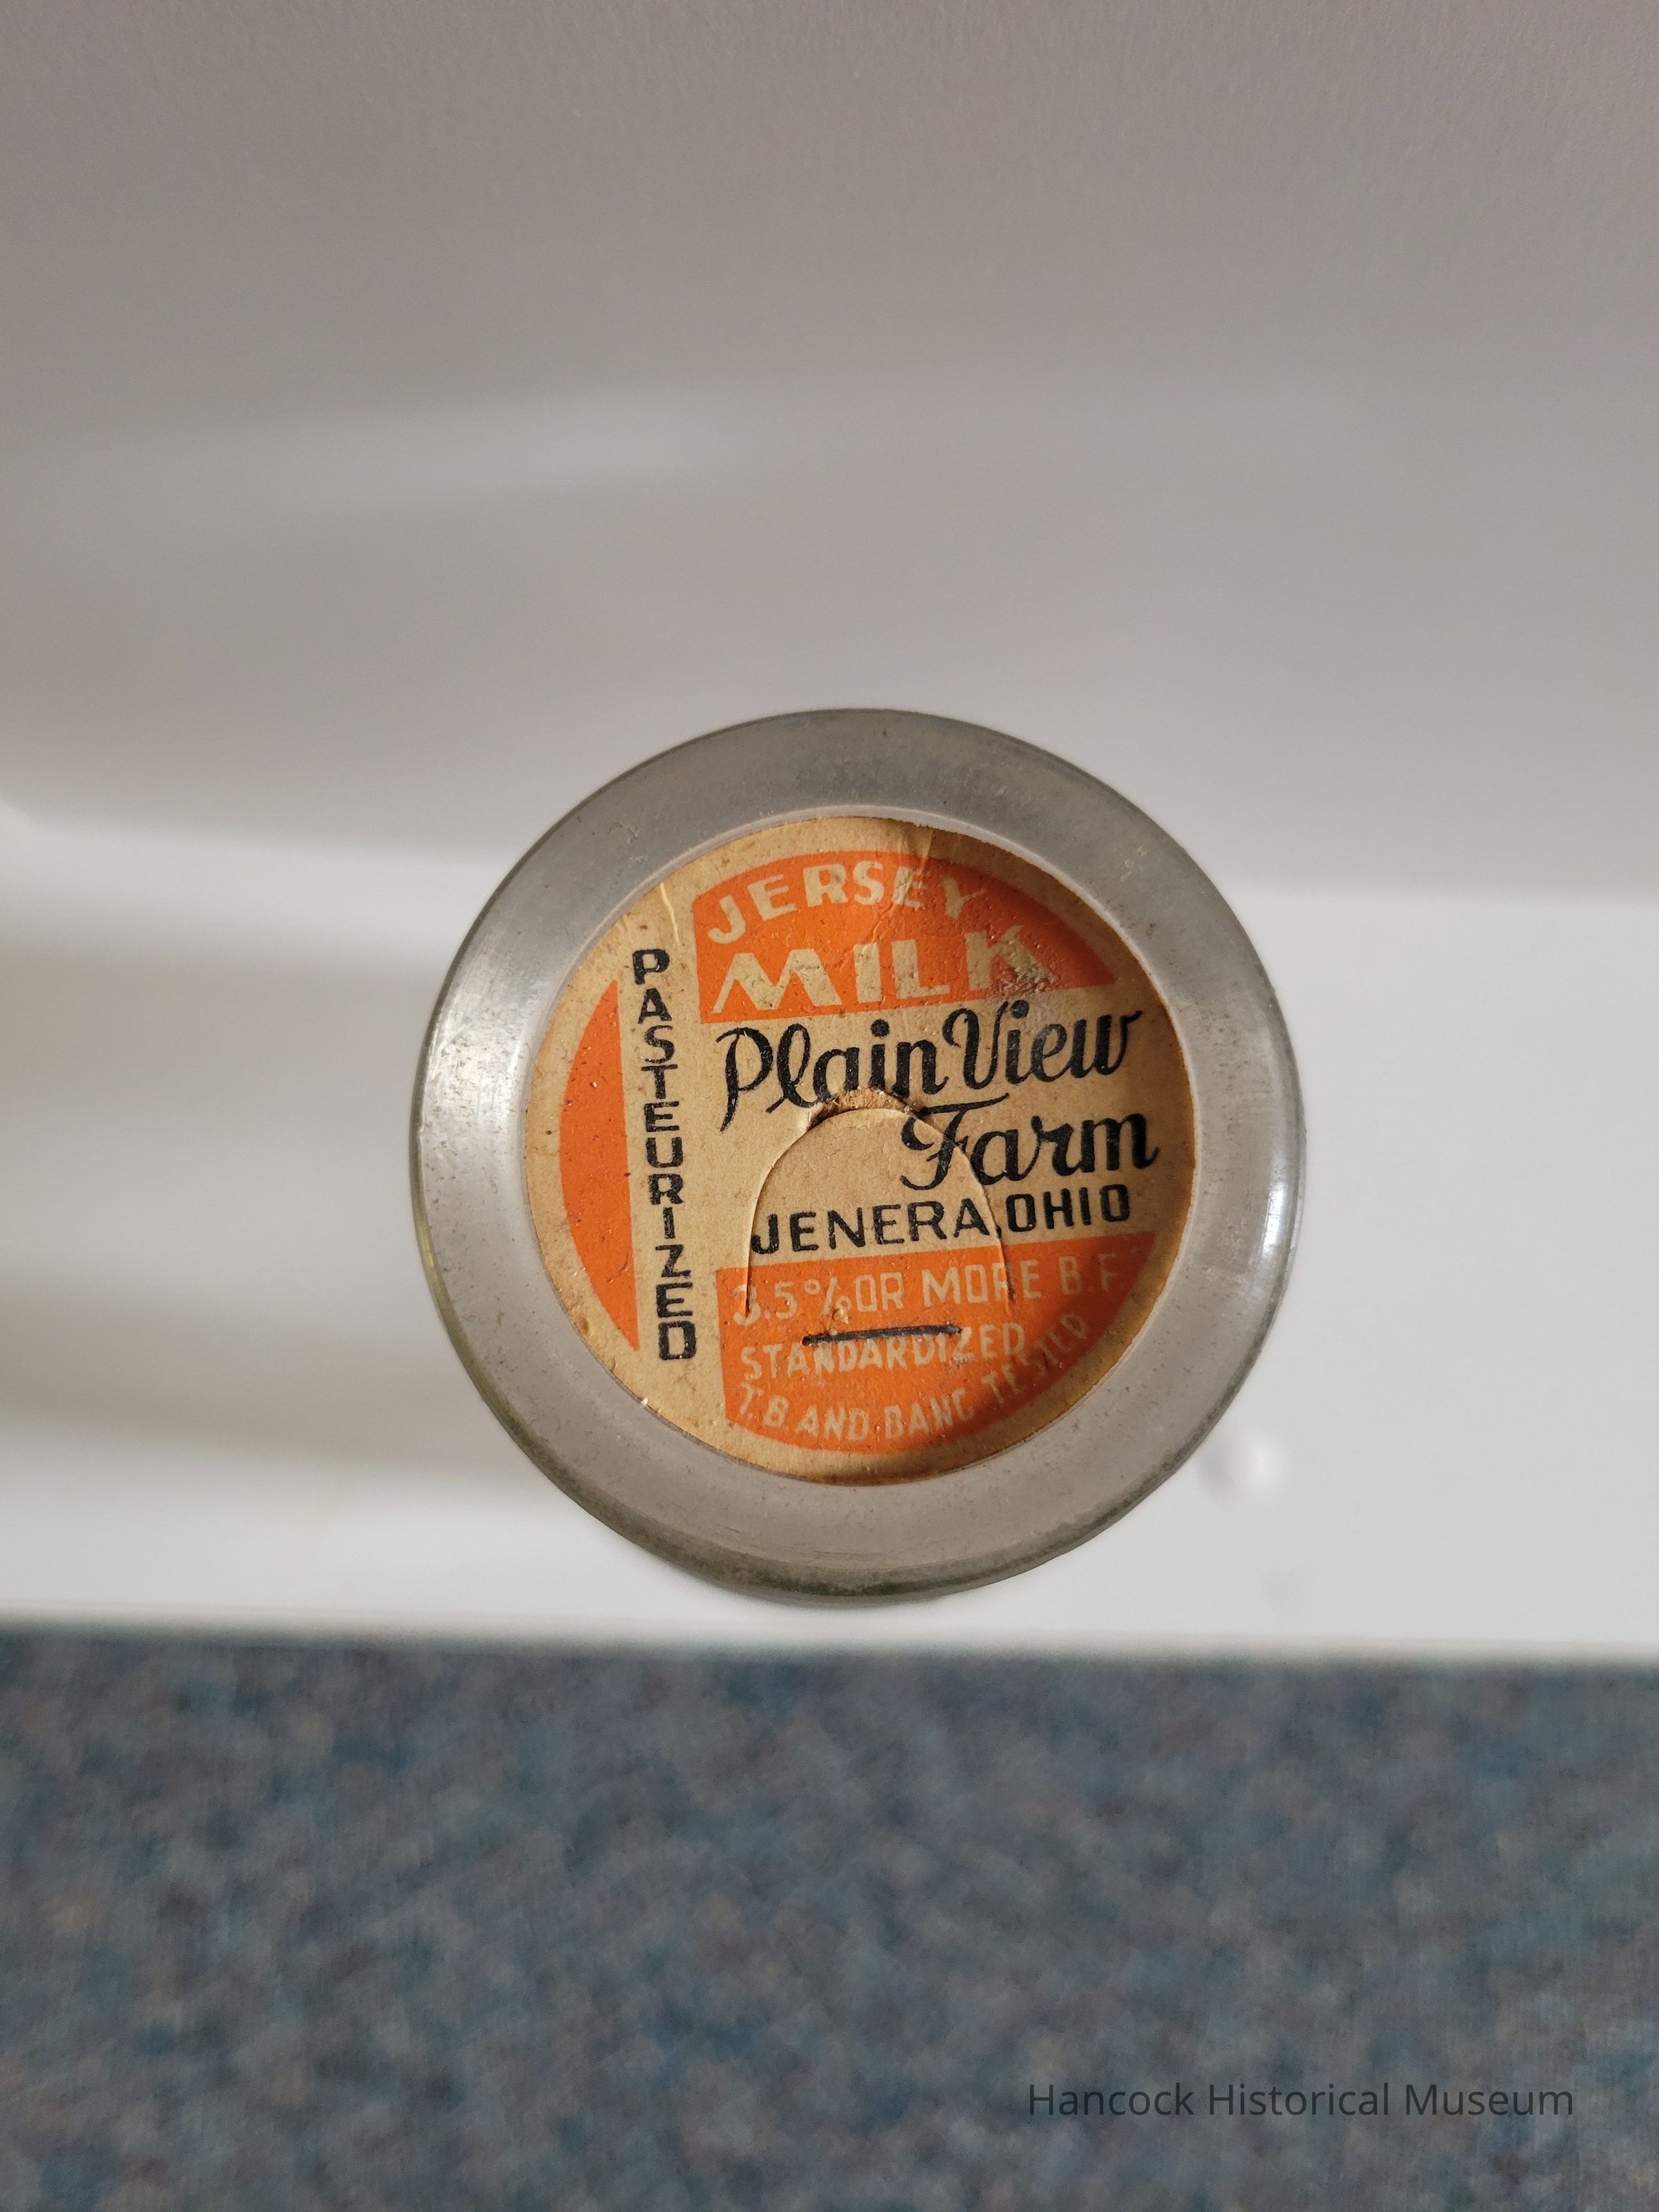 JERSEY
MILK
PASTEURIZED
Plain View
Farm
JENERA, OHIO
3.5% OR MORE B.F
STANDARDIZED
T.B. AND BANG TESTED
Hancock Historical Museum